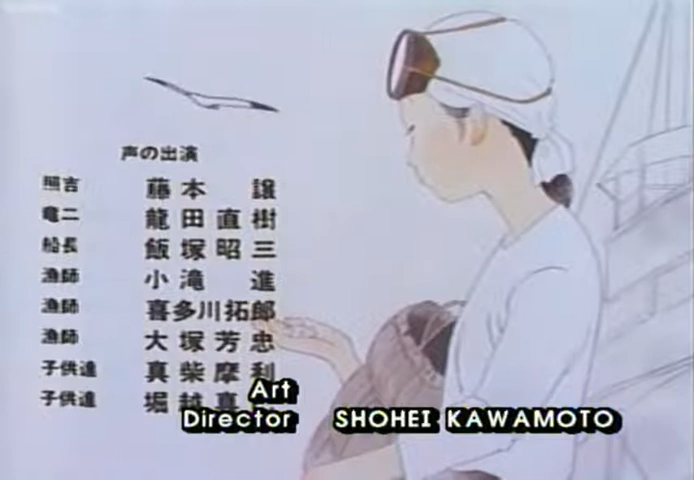 声の出演
照吉 藤本 譲
竜二 龍田直樹
船長 飯塚昭三
漁師 小滝 進
漁師 喜多川拓郎
漁師 大塚芳忠
子供達 真柴摩利
子供達 堀越真
Art
Director SHOHEI KAWAMOTO